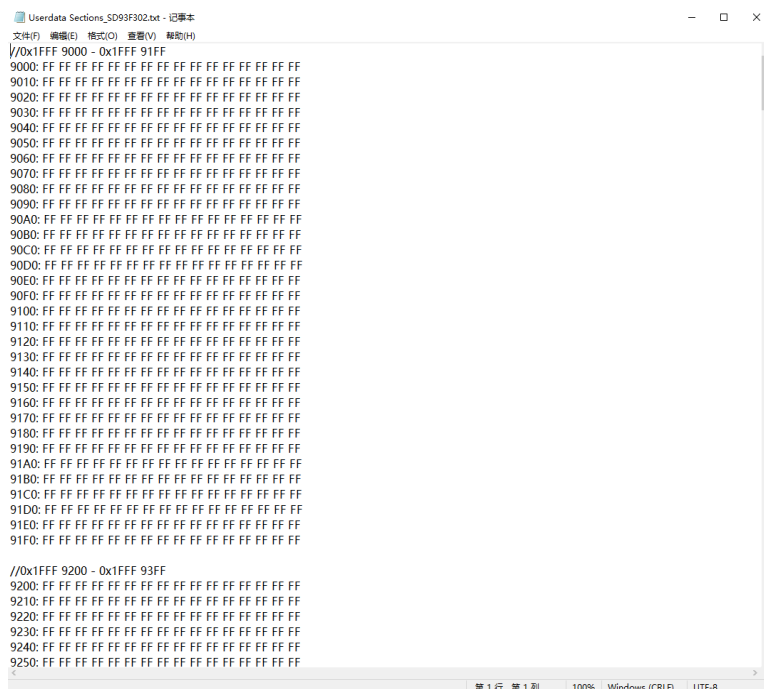 Userdata Sections_SD93F302.txt - 记事本
文件(F) 编辑(E) 格式(O) 查看(V) 帮助(H)
//0x1FFF 9000 - 0x1FFF 91FF
9000: FF FF FF FF FF FF FF FF FF FF FF FF FF FF FF FF
9010: FF FF FF FF FF FF FF FF FF FF FF FF FF FF FF FF
9020: FF FF FF FF FF FF FF FF FF FF FF FF FF FF FF FF
9030: FF FF FF FF FF FF FF FF FF FF FF FF FF FF FF FF
9040: FF FF FF FF FF FF FF FF FF FF FF FF FF FF FF FF
9050: FF FF FF FF FF FF FF FF FF FF FF FF FF FF FF FF
9060: FF FF FF FF FF FF FF FF FF FF FF FF FF FF FF FF
9070: FF FF FF FF FF FF FF FF FF FF FF FF FF FF FF FF
9080: FF FF FF FF FF FF FF FF FF FF FF FF FF FF FF FF
9090: FF FF FF FF FF FF FF FF FF FF FF FF FF FF FF FF
90A0: FF FF FF FF FF FF FF FF FF FF FF FF FF FF FF FF
90B0: FF FF FF FF FF FF FF FF FF FF FF FF FF FF FF FF
90C0: FF FF FF FF FF FF FF FF FF FF FF FF FF FF FF FF
90D0: FF FF FF FF FF FF FF FF FF FF FF FF FF FF FF FF
90E0: FF FF FF FF FF FF FF FF FF FF FF FF FF FF FF FF
90F0: FF FF FF FF FF FF FF FF FF FF FF FF FF FF FF FF
9100: FF FF FF FF FF FF FF FF FF FF FF FF FF FF FF FF
9110: FF FF FF FF FF FF FF FF FF FF FF FF FF FF FF FF
9120: FF FF FF FF FF FF FF FF FF FF FF FF FF FF FF FF
9130: FF FF FF FF FF FF FF FF FF FF FF FF FF FF FF FF
9140: FF FF FF FF FF FF FF FF FF FF FF FF FF FF FF FF
9150: FF FF FF FF FF FF FF FF FF FF FF FF FF FF FF FF
9160: FF FF FF FF FF FF FF FF FF FF FF FF FF FF FF FF
9170: FF FF FF FF FF FF FF FF FF FF FF FF FF FF FF FF
9180: FF FF FF FF FF FF FF FF FF FF FF FF FF FF FF FF
9190: FF FF FF FF FF FF FF FF FF FF FF FF FF FF FF FF
91A0: FF FF FF FF FF FF FF FF FF FF FF FF FF FF FF FF
91B0: FF FF FF FF FF FF FF FF FF FF FF FF FF FF FF FF
91C0: FF FF FF FF FF FF FF FF FF FF FF FF FF FF FF FF
91D0: FF FF FF FF FF FF FF FF FF FF FF FF FF FF FF FF
91E0: FF FF FF FF FF FF FF FF FF FF FF FF FF FF FF FF
91F0: FF FF FF FF FF FF FF FF FF FF FF FF FF FF FF FF
//0x1FFF 9200 - 0x1FFF 93FF
9200: FF FF FF FF FF FF FF FF FF FF FF FF FF FF FF FF
9210: FF FF FF FF FF FF FF FF FF FF FF FF FF FF FF FF
9220: FF FF FF FF FF FF FF FF FF FF FF FF FF FF FF FF
9230: FF FF FF FF FF FF FF FF FF FF FF FF FF FF FF FF
9240: FF FF FF FF FF FF FF FF FF FF FF FF FF FF FF FF
9250: FF FF FF FF FF FF FF FF FF FF FF FF FF FF FF FF
第 1 行, 第 1 列 100% Windows (CRLF) UTF-8